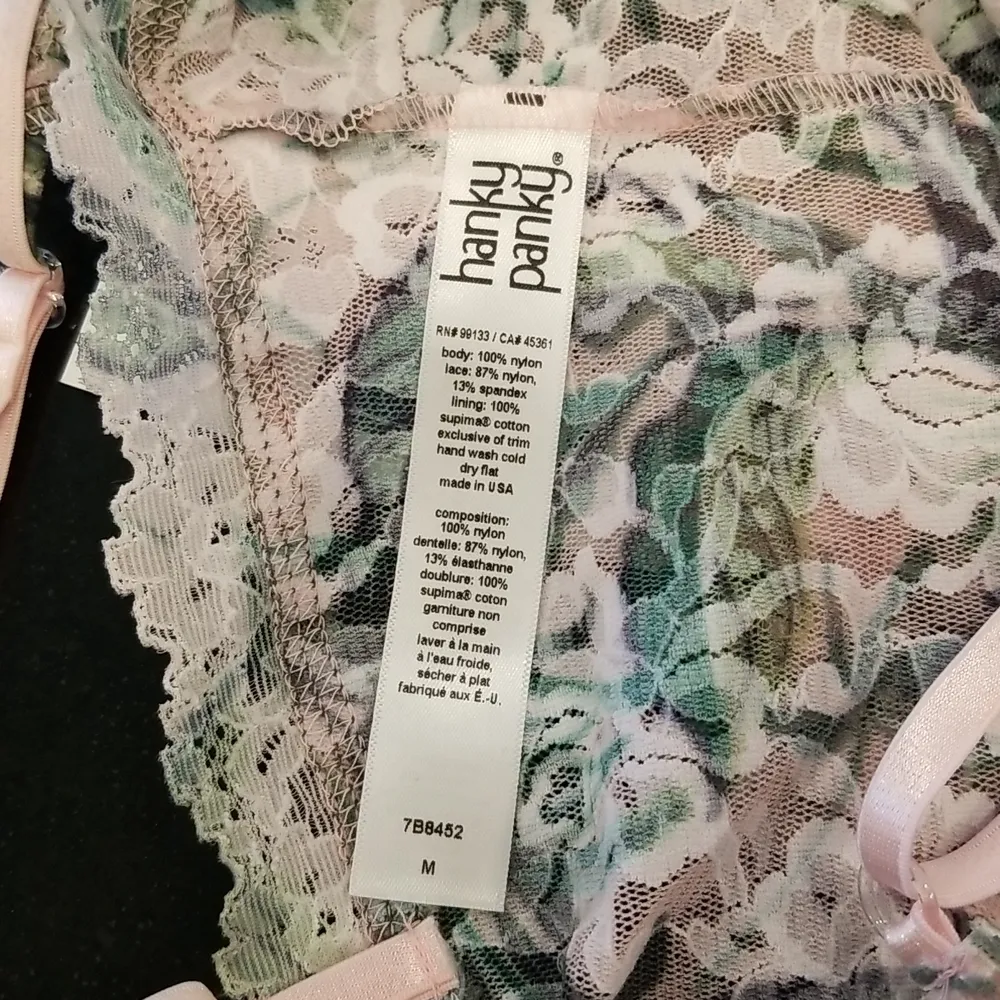 hanky
panky®
RN# 99133 / CA# 45361
body: 100% nylon
lace: 87% nylon,
13% spandex
lining: 100%
supima® cotton
exclusive of trim
hand wash cold
dry flat
made in USA
composition:
100% nylon
dentelle: 87% nylon,
13% élasthanne
doublure: 100%
supima® coton
garniture non
comprise
laver à la main
à l'eau froide,
sécher à plat
fabriqué aux É.-U.
7B8452
M